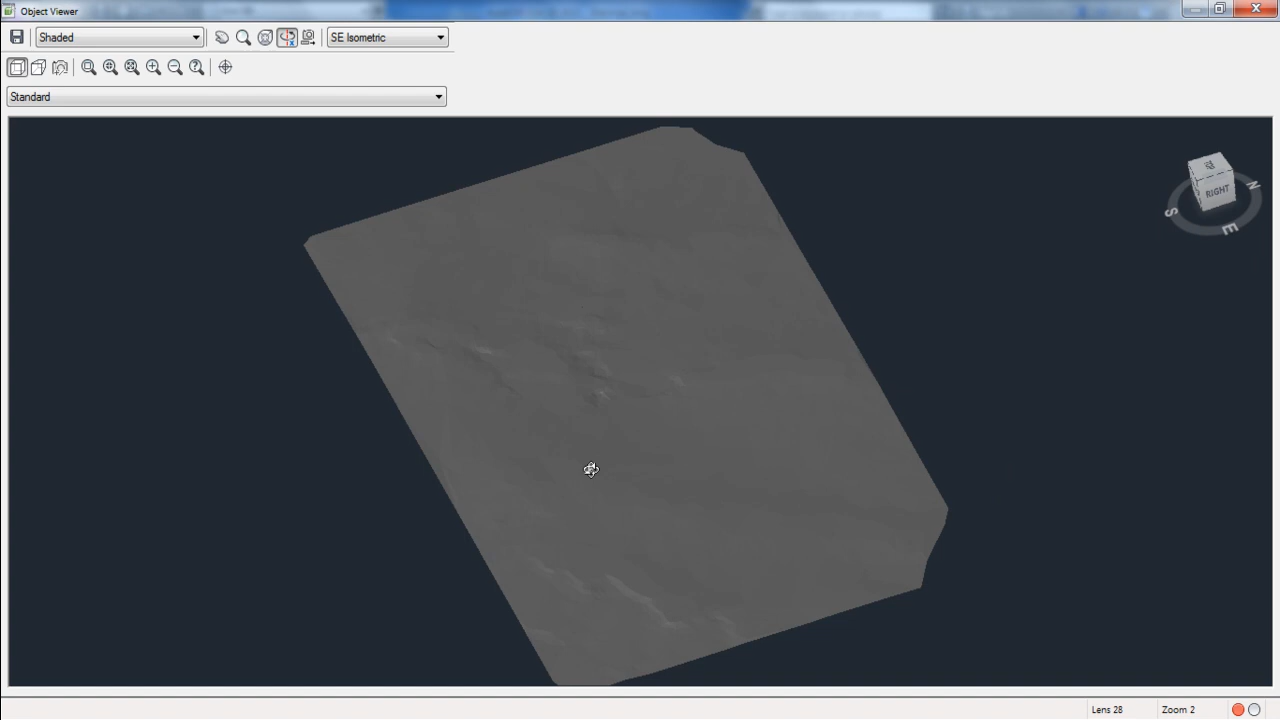 Object Viewer
Shaded
SE Isometric
Standard
RIGHT
S
E
N
Lens 28
Zoom 2